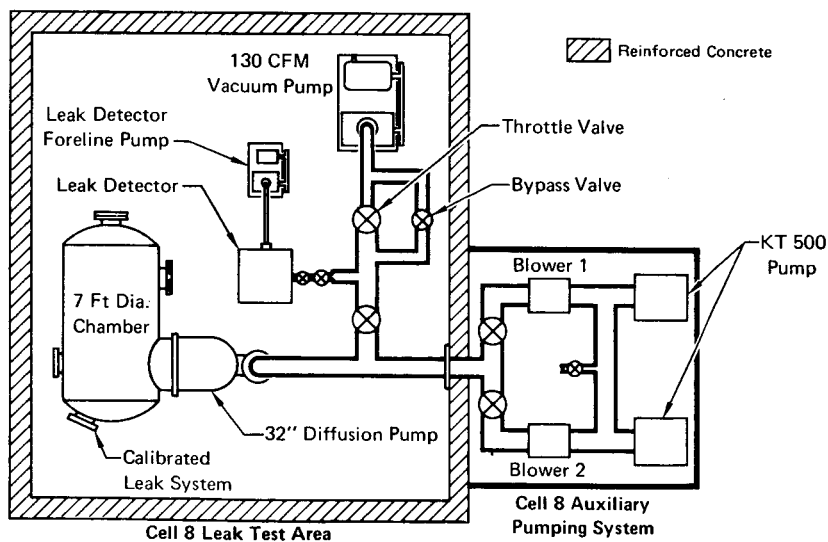 130 CFM
Vacuum Pump
Reinforced Concrete
Leak Detector
Foreline Pump
Throttle Valve
Leak Detector
Bypass Valve
KT 500
Pump
Blower 1
7 Ft Dia.
Chamber
32" Diffusion Pump
Calibrated
Leak System
Blower 2
Cell 8 Auxiliary
Pumping System
Cell 8 Leak Test Area